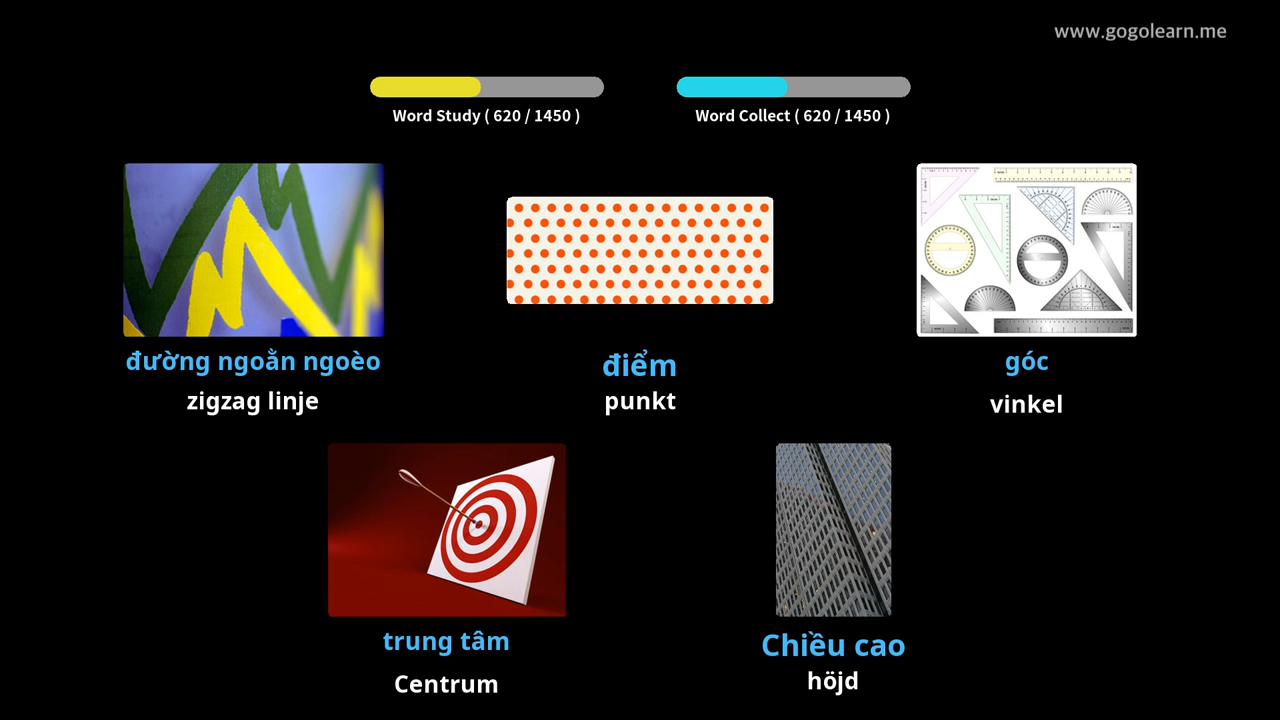 www.gogolearn.me
Word Study ( 620 / 1450 )
Word Collect ( 620 / 1450 )
đường ngoằn ngoèo
zigzag linje
điểm
punkt
góc
vinkel
trung tâm
Centrum
Chiều cao
höjd